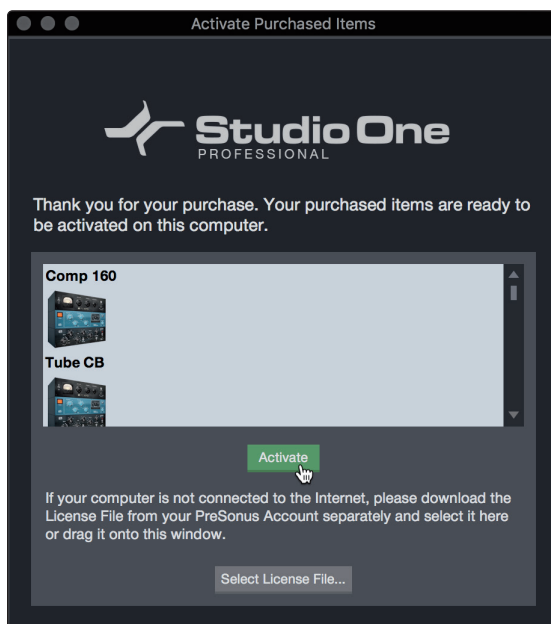 Activate Purchased Items
Studio One
PROFESSIONAL
Thank you for your purchase. Your purchased items are ready to
be activated on this computer.
Comp 160
Tube CB
Activate
If your computer is not connected to the Internet, please download the
License File from your PreSonus Account separately and select it here
or drag it onto this window.
Select License File...